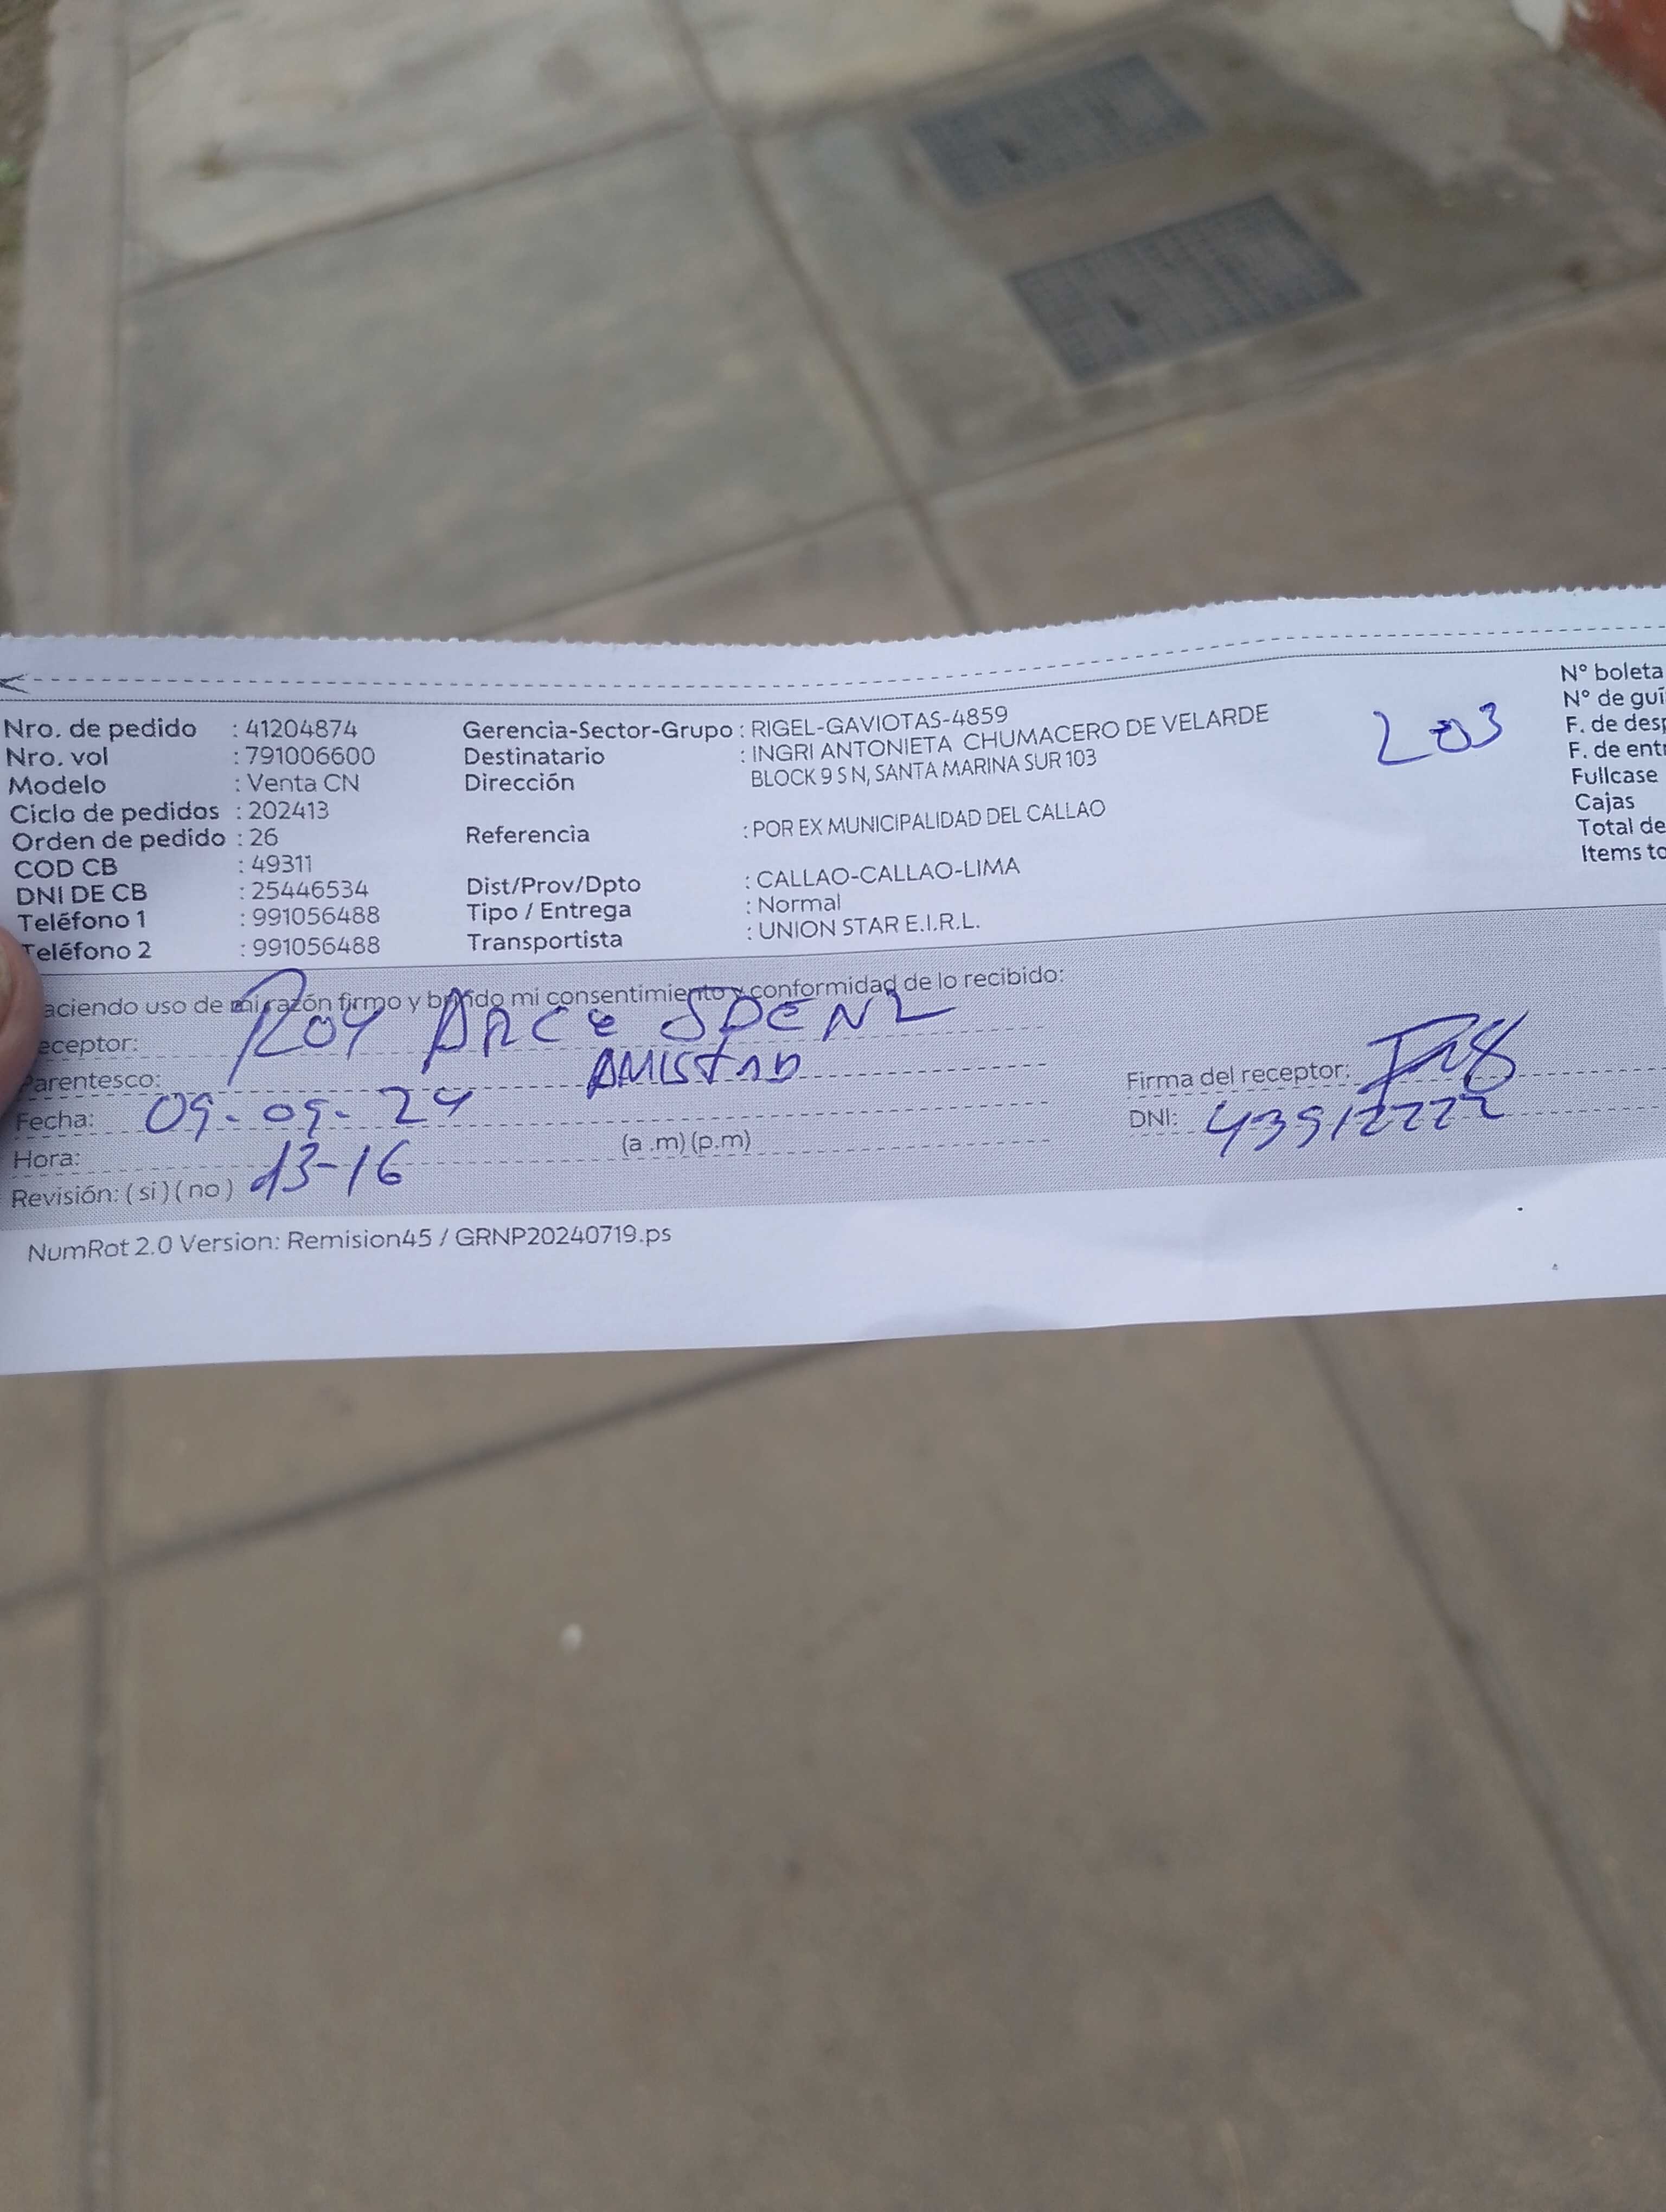 Nro. de pedido : 41204874
Nro. vol : 791006600
Modelo : Venta CN
Ciclo de pedidos : 202413
Orden de pedido : 26
COD CB : 49311
DNI DE CB : 25446534
Teléfono 1 : 991056488
Teléfono 2 : 991056488
Gerencia-Sector-Grupo : RIGEL-GAVIOTAS-4859
Destinatario : INGRI ANTONIETA CHUMACERO DE VELARDE
Dirección BLOCK 9 S N, SANTA MARINA SUR 103
Referencia : POR EX MUNICIPALIDAD DEL CALLAO
Dist/Prov/Dpto : CALLAO-CALLAO-LIMA
Tipo / Entrega : Normal
Transportista : UNION STAR E.I.R.L.
L03
N° boleta
N° de guí
F. de desp
F. de entr
Fullcase
Cajas
Total de
Items to
aciendo uso de mi razón firmo y brindo mi consentimiento y conformidad de lo recibido:
eceptor: ROY ARCE
Parentesco: AMISTAD
Fecha: 09-09-24
Hora: 13-16 (a .m) (p.m)
Revisión: ( si ) ( no )
Firma del receptor:
DNI: 43912222
NumRot 2.0 Version: Remision45 / GRNP20240719.ps